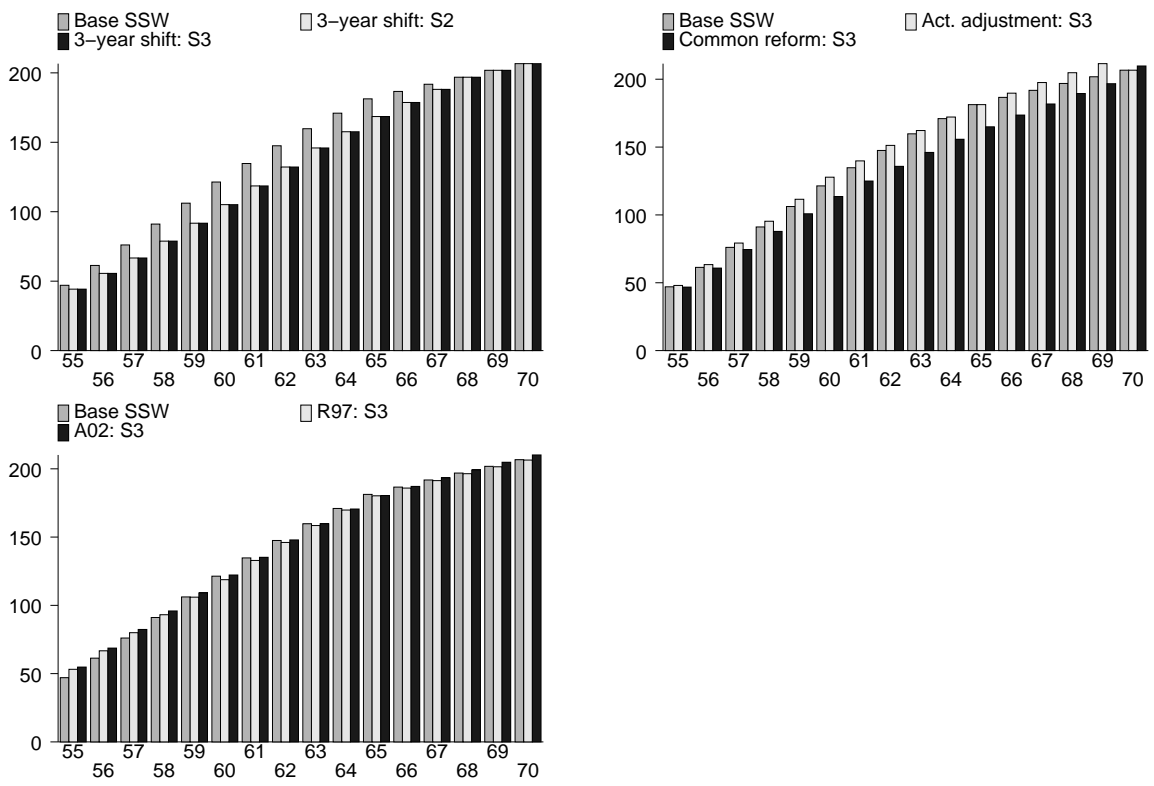 Base SSW 3−year shift: S2
3−year shift: S3
200
150
100
50
0
55 57 59 61 63 65 67 69
56 58 60 62 64 66 68 70
Base SSW Act. adjustment: S3
Common reform: S3
200
150
100
50
0
55 57 59 61 63 65 67 69
56 58 60 62 64 66 68 70
Base SSW R97: S3
A02: S3
200
150
100
50
0
55 57 59 61 63 65 67 69
56 58 60 62 64 66 68 70